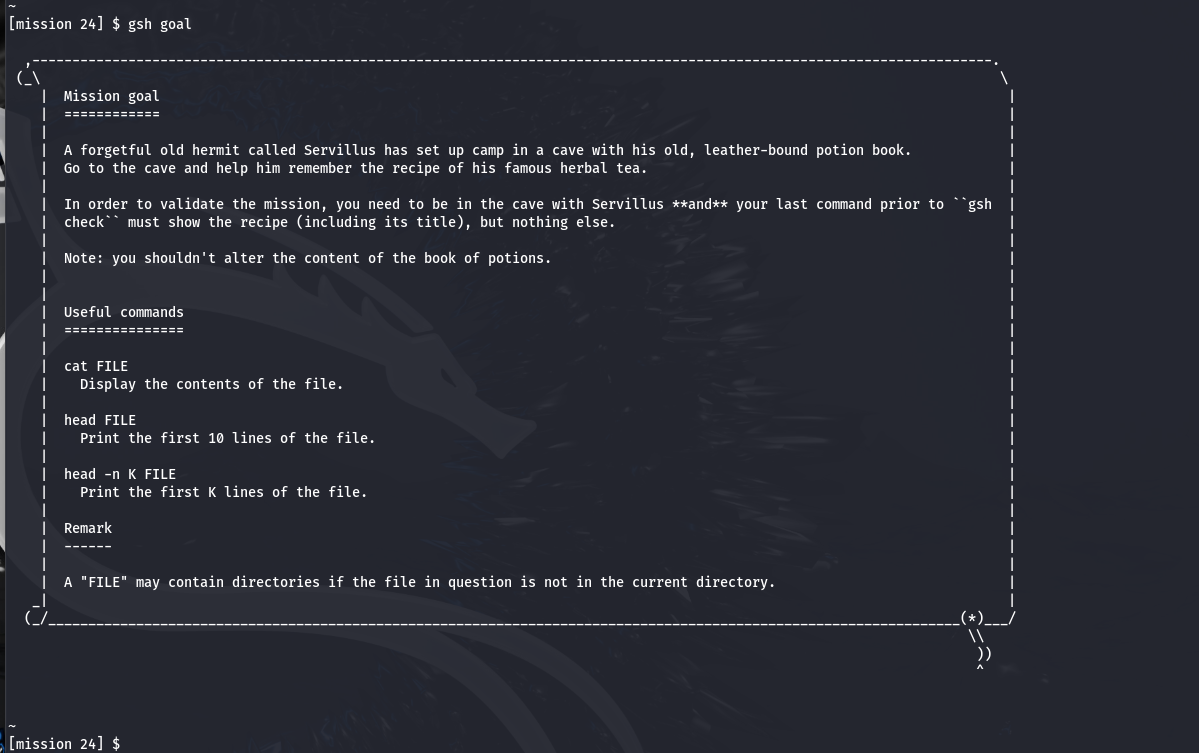 ~
[mission 24] $ gsh goal
,------------------------------------------------------------------------------------------------------------------------.
(_\                                                                                                                        \
| Mission goal |
| ============ |
| |
| A forgetful old hermit called Servillus has set up camp in a cave with his old, leather-bound potion book. |
| Go to the cave and help him remember the recipe of his famous herbal tea. |
| |
| In order to validate the mission, you need to be in the cave with Servillus **and** your last command prior to ``gsh |
| check`` must show the recipe (including its title), but nothing else. |
| |
| Note: you shouldn't alter the content of the book of potions. |
| |
| |
| Useful commands |
| =============== |
| |
| cat FILE |
|   Display the contents of the file. |
| |
| head FILE |
|   Print the first 10 lines of the file. |
| |
| head -n K FILE |
|   Print the first K lines of the file. |
| |
| Remark |
| ------ |
| |
| A "FILE" may contain directories if the file in question is not in the current directory. |
_| |
(_/__________________________________________________________________________________________________________________(*)___/
\\
))
^
~
[mission 24] $